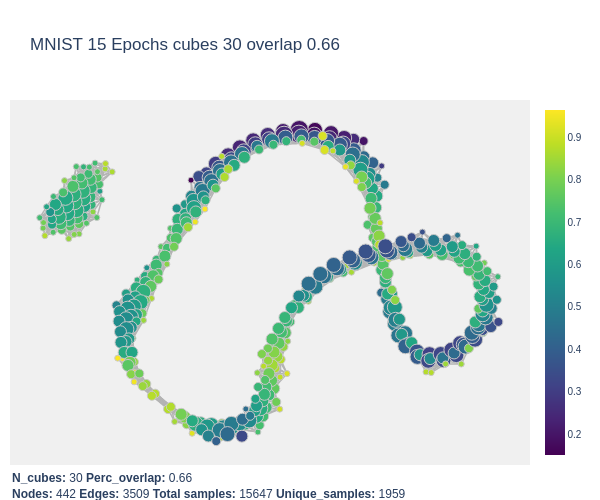 MNIST 15 Epochs cubes 30 overlap 0.66
0.9
0.8
0.7
0.6
0.5
0.4
0.3
0.2
N_cubes: 30 Perc_overlap: 0.66
Nodes: 442 Edges: 3509 Total samples: 15647 Unique_samples: 1959